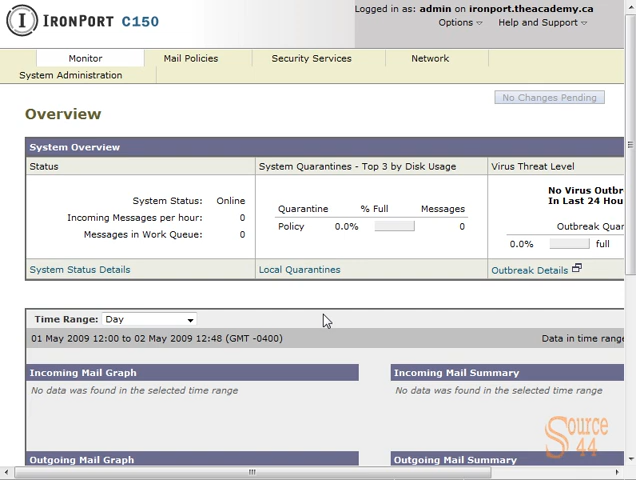 IRONPORT C150
Logged in as: admin on ironport.theacademy.ca
Options Help and Support
Monitor Mail Policies Security Services Network
System Administration
No Changes Pending
Overview
System Overview
Status System Quarantines - Top 3 by Disk Usage Virus Threat Level
System Status: Online
Incoming Messages per hour: 0
Messages in Work Queue: 0
Quarantine % Full Messages
Policy 0.0% 0
No Virus Outbr
In Last 24 Hou
Outbreak Quar
0.0% full
System Status Details Local Quarantines Outbreak Details
Time Range: Day
01 May 2009 12:00 to 02 May 2009 12:48 (GMT -0400) Data in time range
Incoming Mail Graph Incoming Mail Summary
No data was found in the selected time range No data was found in the selected time range
Outgoing Mail Graph Outgoing Mail Summary
Source
44